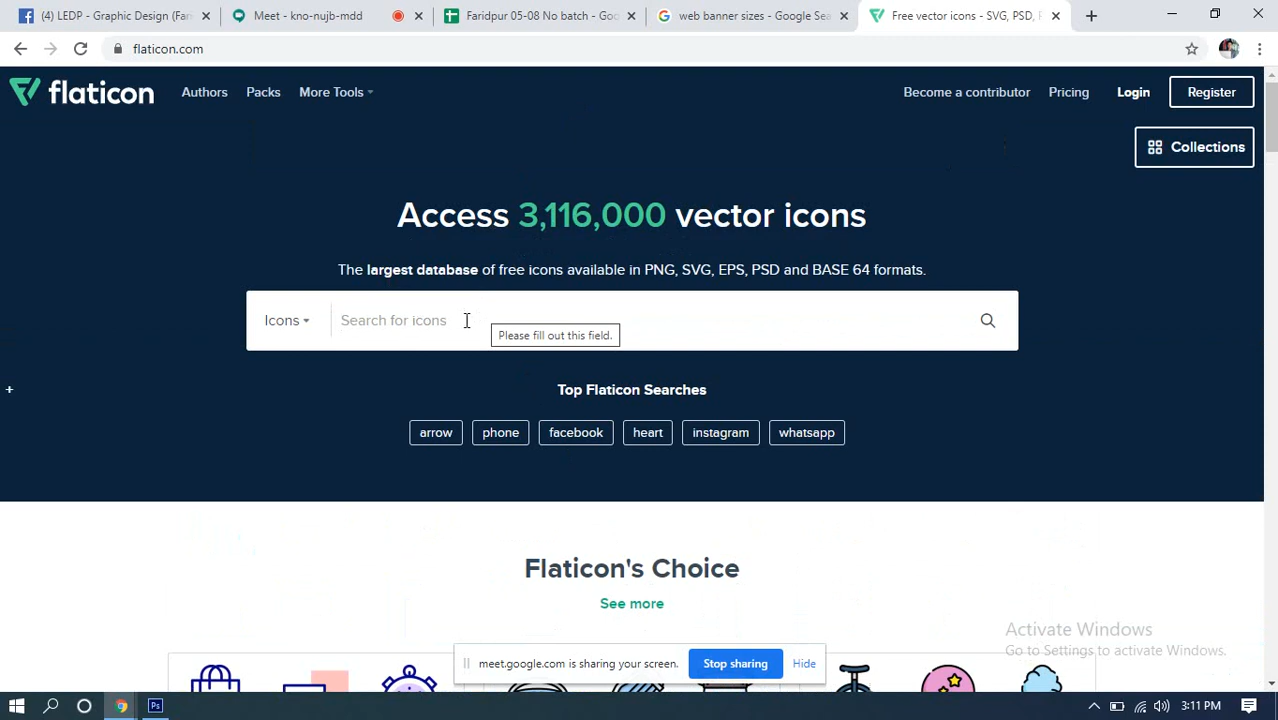 (4) LEDP - Graphic Design (Fa
Meet - kno-nujb-mdd
Faridpur 05-08 No batch - Goo
web banner sizes - Google Sea
Free vector icons - SVG, PSD, P
flaticon.com
flaticon
Authors
Packs
More Tools
Become a contributor
Pricing
Login
Register
Collections
Access 3,116,000 vector icons
The largest database of free icons available in PNG, SVG, EPS, PSD and BASE 64 formats.
Icons
Search for icons
Please fill out this field.
Top Flaticon Searches
arrow
phone
facebook
heart
instagram
whatsapp
Flaticon's Choice
See more
Activate Windows
Go to Settings to activate Windows.
meet.google.com is sharing your screen.
Stop sharing
Hide
Ps
3:11 PM